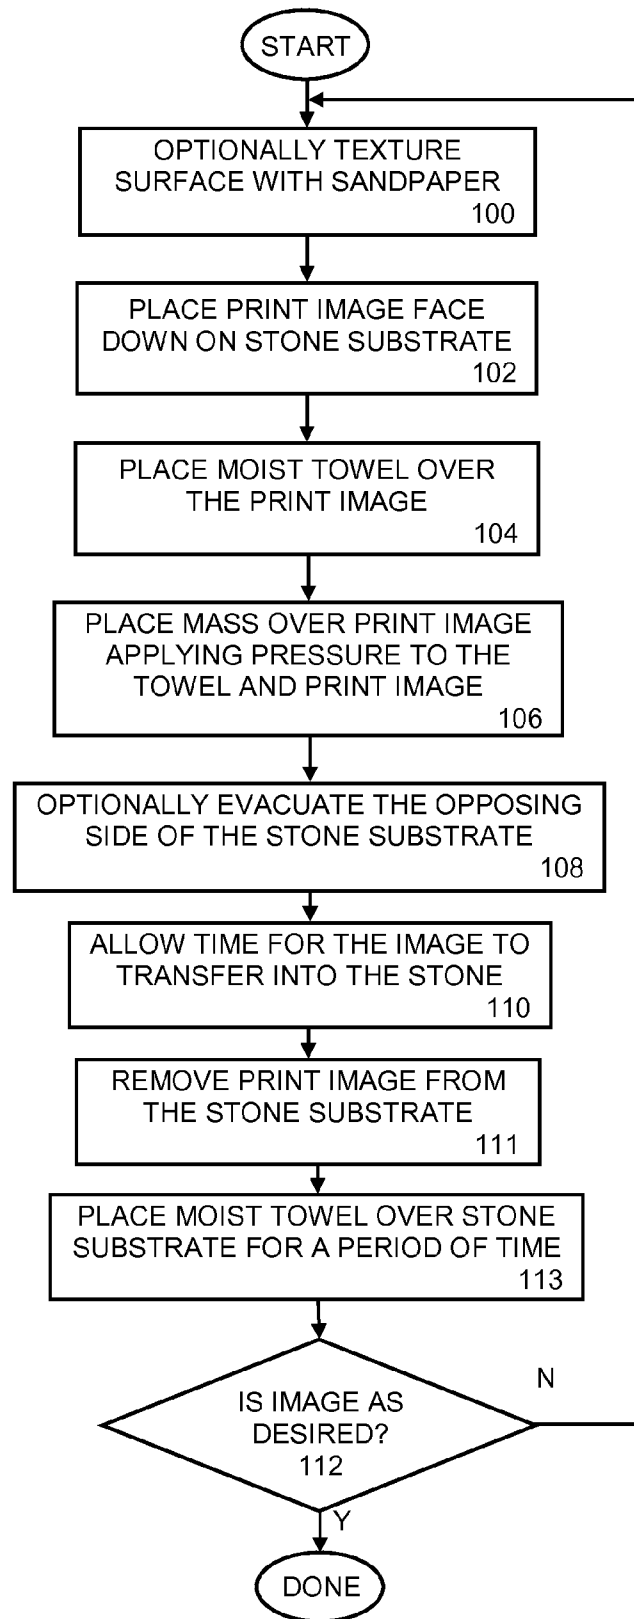 START
OPTIONALLY TEXTURE
SURFACE WITH SANDPAPER
100
PLACE PRINT IMAGE FACE
DOWN ON STONE SUBSTRATE
102
PLACE MOIST TOWEL OVER
THE PRINT IMAGE
104
PLACE MASS OVER PRINT IMAGE
APPLYING PRESSURE TO THE
TOWEL AND PRINT IMAGE
106
OPTIONALLY EVACUATE THE OPPOSING
SIDE OF THE STONE SUBSTRATE
108
ALLOW TIME FOR THE IMAGE TO
TRANSFER INTO THE STONE
110
REMOVE PRINT IMAGE FROM
THE STONE SUBSTRATE
111
PLACE MOIST TOWEL OVER STONE
SUBSTRATE FOR A PERIOD OF TIME
113
IS IMAGE AS
DESIRED?
112
N
Y
DONE